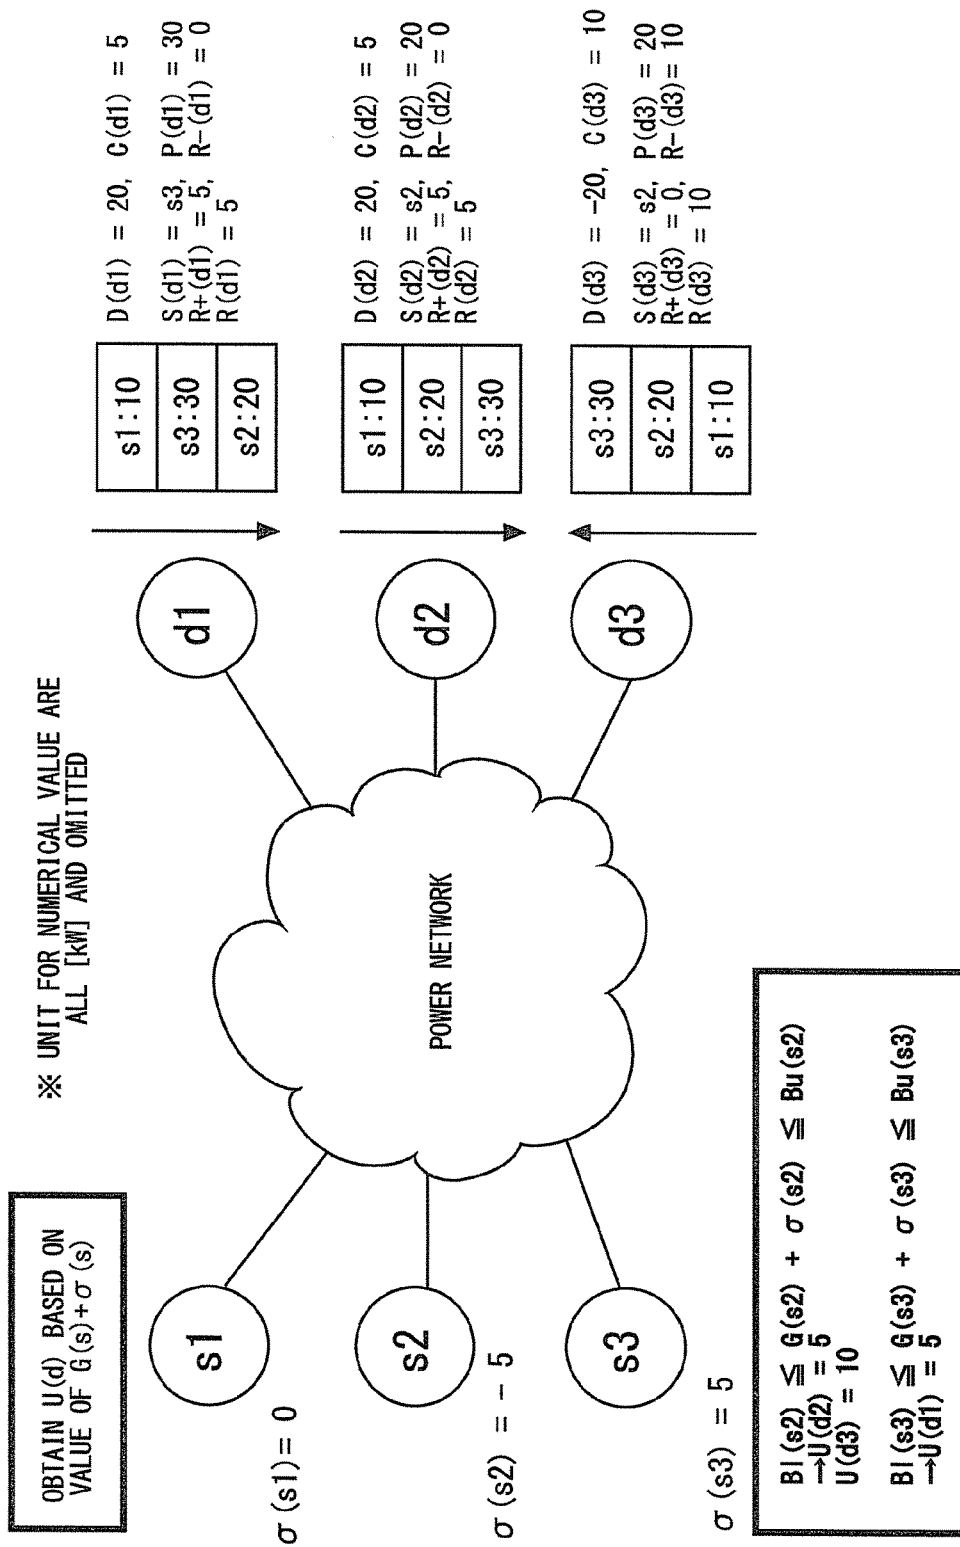 OBTAIN U(d) BASED ON
VALUE OF G(s)+σ(s)
※ UNIT FOR NUMERICAL VALUE ARE
ALL [kW] AND OMITTED
s1
σ(s1)= 0
s2
σ(s2) = - 5
s3
σ(s3) = 5
POWER NETWORK
d1
s1:10
s3:30
s2:20
D(d1) = 20, C(d1) = 5
S(d1) = s3, P(d1) = 30
R+(d1) = 5, R-(d1) = 0
R(d1) = 5
d2
s1:10
s2:20
s3:30
D(d2) = 20, C(d2) = 5
S(d2) = s2, P(d2) = 20
R+(d2) = 5, R-(d2) = 0
R(d2) = 5
d3
s3:30
s2:20
s1:10
D(d3) = -20, C(d3) = 10
S(d3) = s2, P(d3) = 20
R+(d3) = 0, R-(d3)= 10
R(d3) = 10
Bl(s2) ≦ G(s2) + σ(s2) ≦ Bu(s2)
→U(d2) = 5
U(d3) = 10
Bl(s3) ≦ G(s3) + σ(s3) ≦ Bu(s3)
→U(d1) = 5